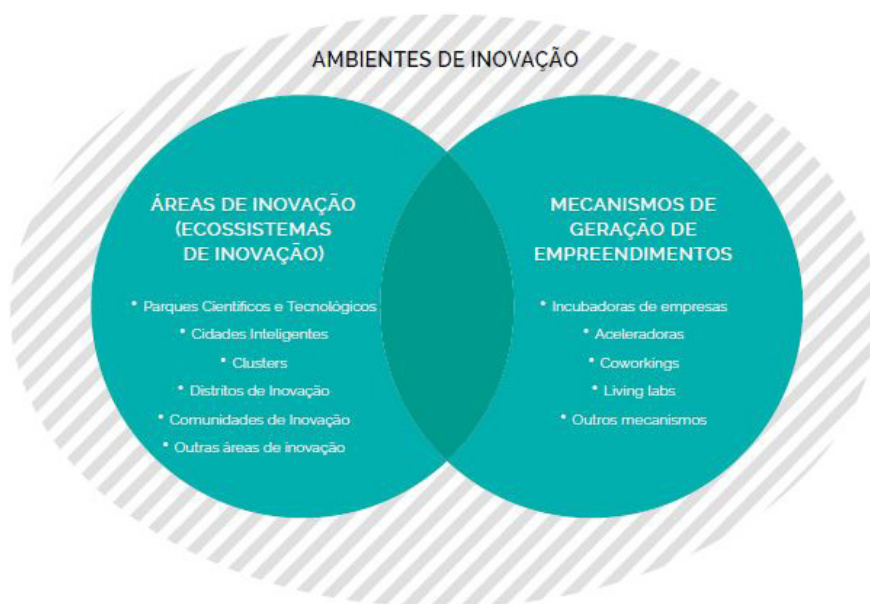 AMBIENTES DE INOVAÇÃO
ÁREAS DE INOVAÇÃO
(ECOSSISTEMAS
DE INOVAÇÃO)
• Parques Científicos e Tecnológicos
• Cidades Inteligentes
• Clusters
• Distritos de Inovação
• Comunidades de Inovação
• Outras áreas de inovação
MECANISMOS DE
GERAÇÃO DE
EMPREENDIMENTOS
• Incubadoras de empresas
• Aceleradoras
• Coworkings
• Living labs
• Outros mecanismos